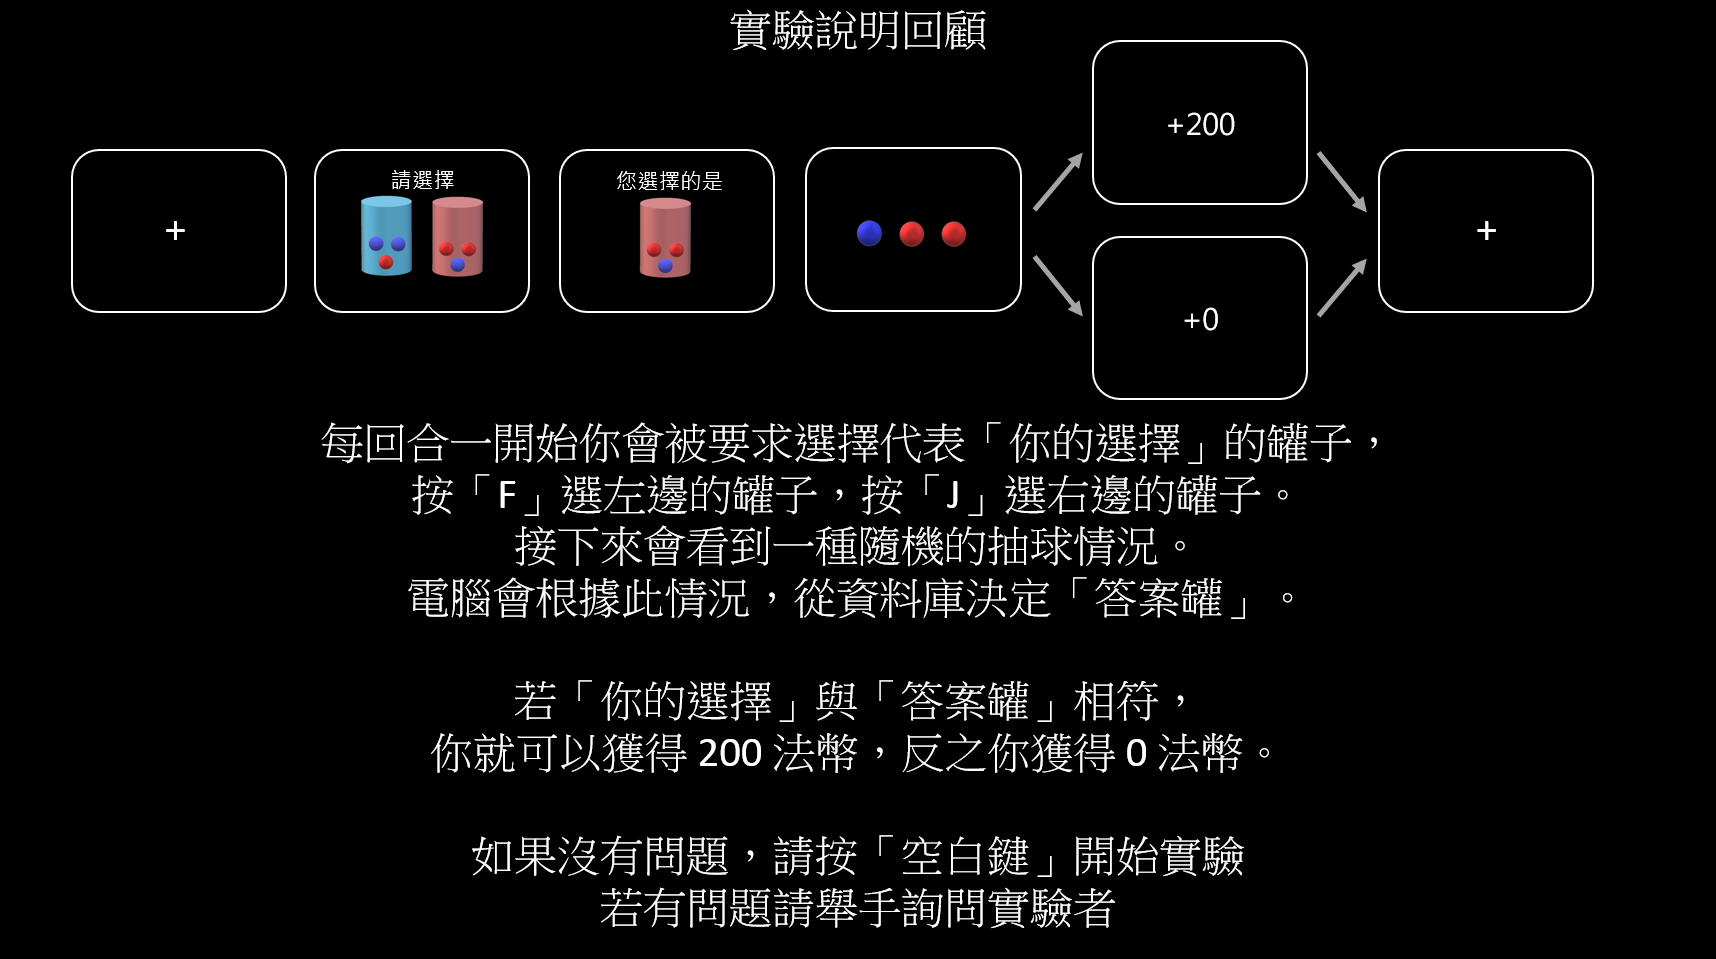 實驗說明回顧
+
請選擇
您選擇的是
+200
+0
+
每回合一開始你會被要求選擇代表「你的選擇」的罐子，
按「F」選左邊的罐子，按「J」選右邊的罐子。
接下來會看到一種隨機的抽球情況。
電腦會根據此情況，從資料庫決定「答案罐」。
若「你的選擇」與「答案罐」相符，
你就可以獲得 200 法幣，反之你獲得 0 法幣。
如果沒有問題，請按「空白鍵」開始實驗
若有問題請舉手詢問實驗者